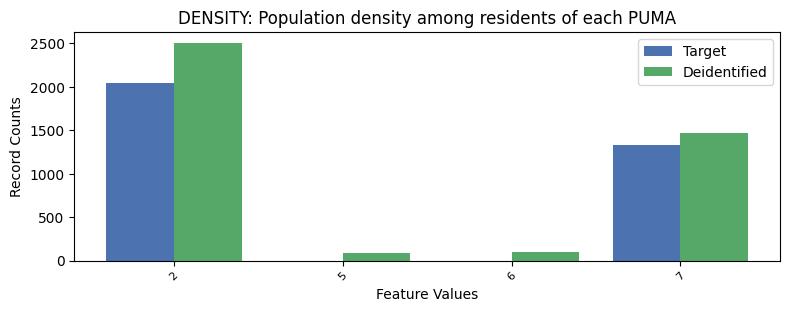 DENSITY: Population density among residents of each PUMA
Target
Deidentified
Record Counts
2500
2000
1500
1000
500
0
2
5
6
7
Feature Values